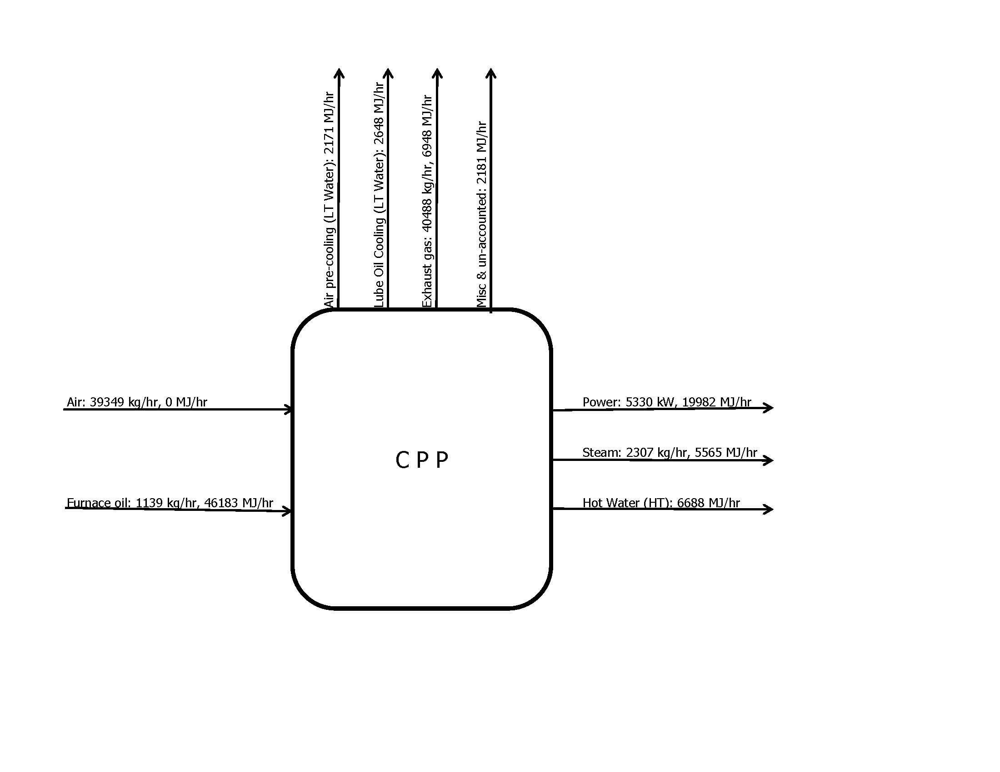 Air pre-cooling (LT Water): 2171 MJ/hr
Lube Oil Cooling (LT Water): 2648 MJ/hr
Exhaust gas: 40488 kg/hr, 6948 MJ/hr
Misc & un-accounted: 2181 MJ/hr
Air: 39349 kg/hr, 0 MJ/hr
Furnace oil: 1139 kg/hr, 46183 MJ/hr
C P P
Power: 5330 kW, 19982 MJ/hr
Steam: 2307 kg/hr, 5565 MJ/hr
Hot Water (HT): 6688 MJ/hr